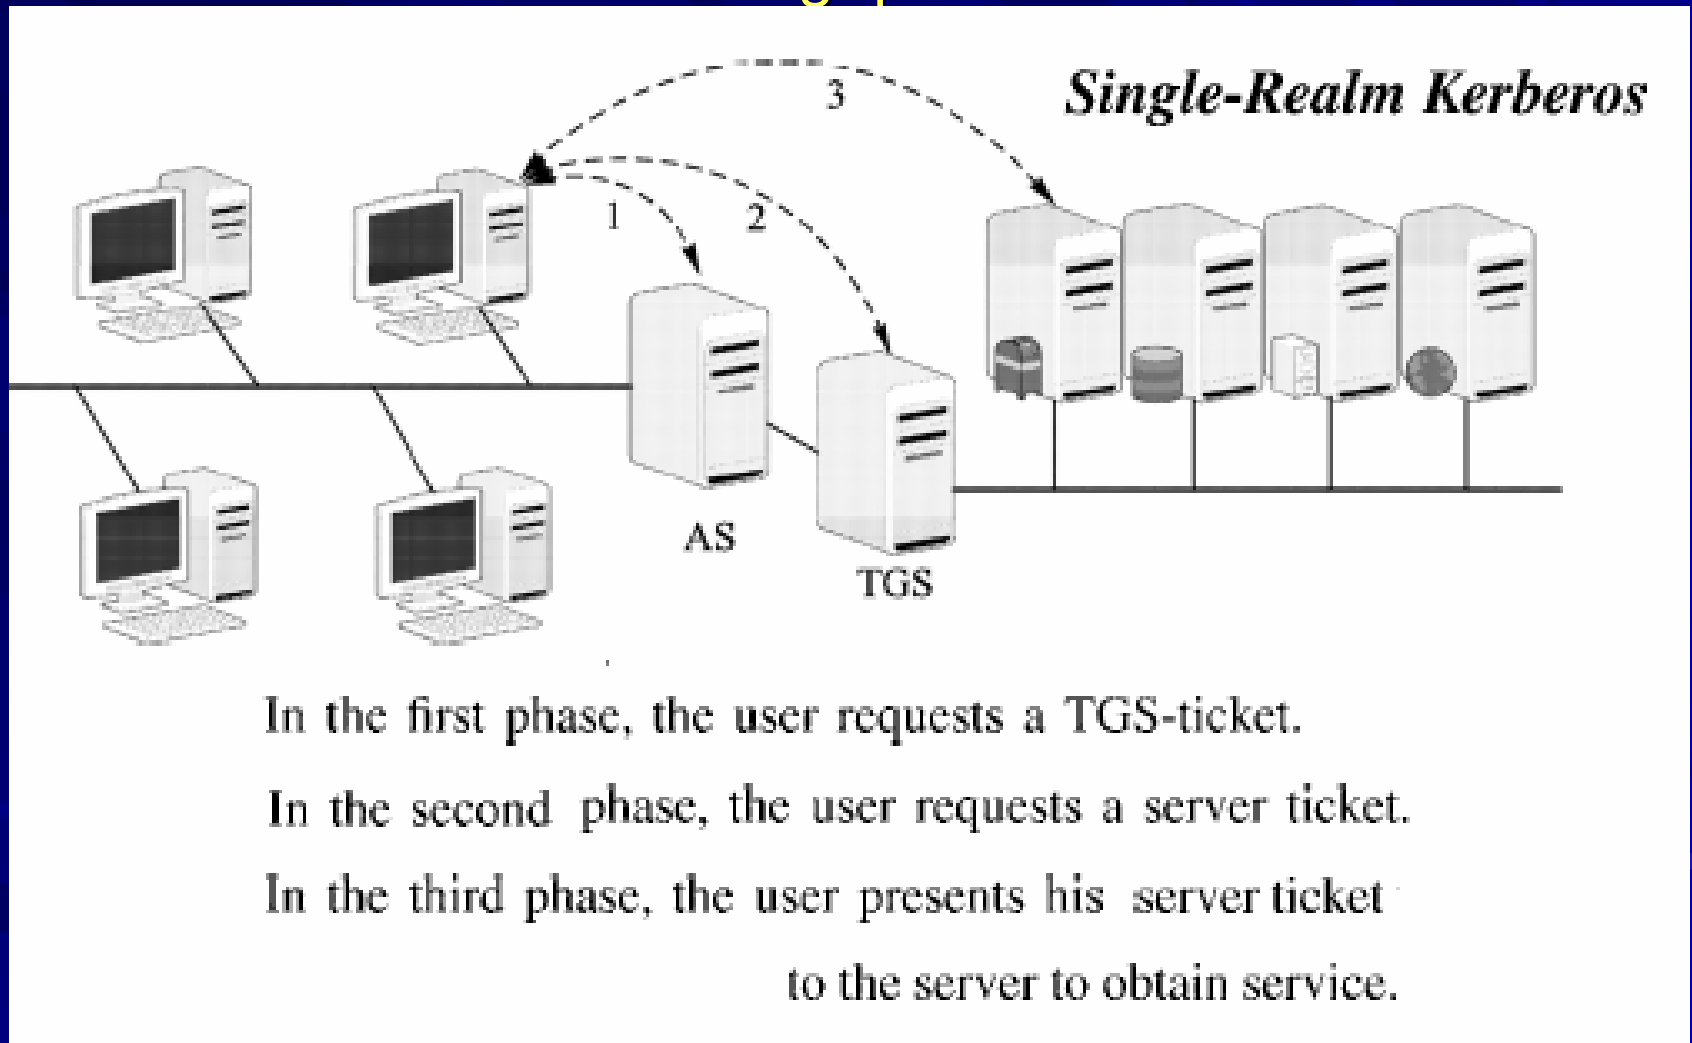 Single-Realm Kerberos
3
1
2
AS
TGS
In the first phase, the user requests a TGS-ticket.
In the second phase, the user requests a server ticket.
In the third phase, the user presents his server ticket
to the server to obtain service.